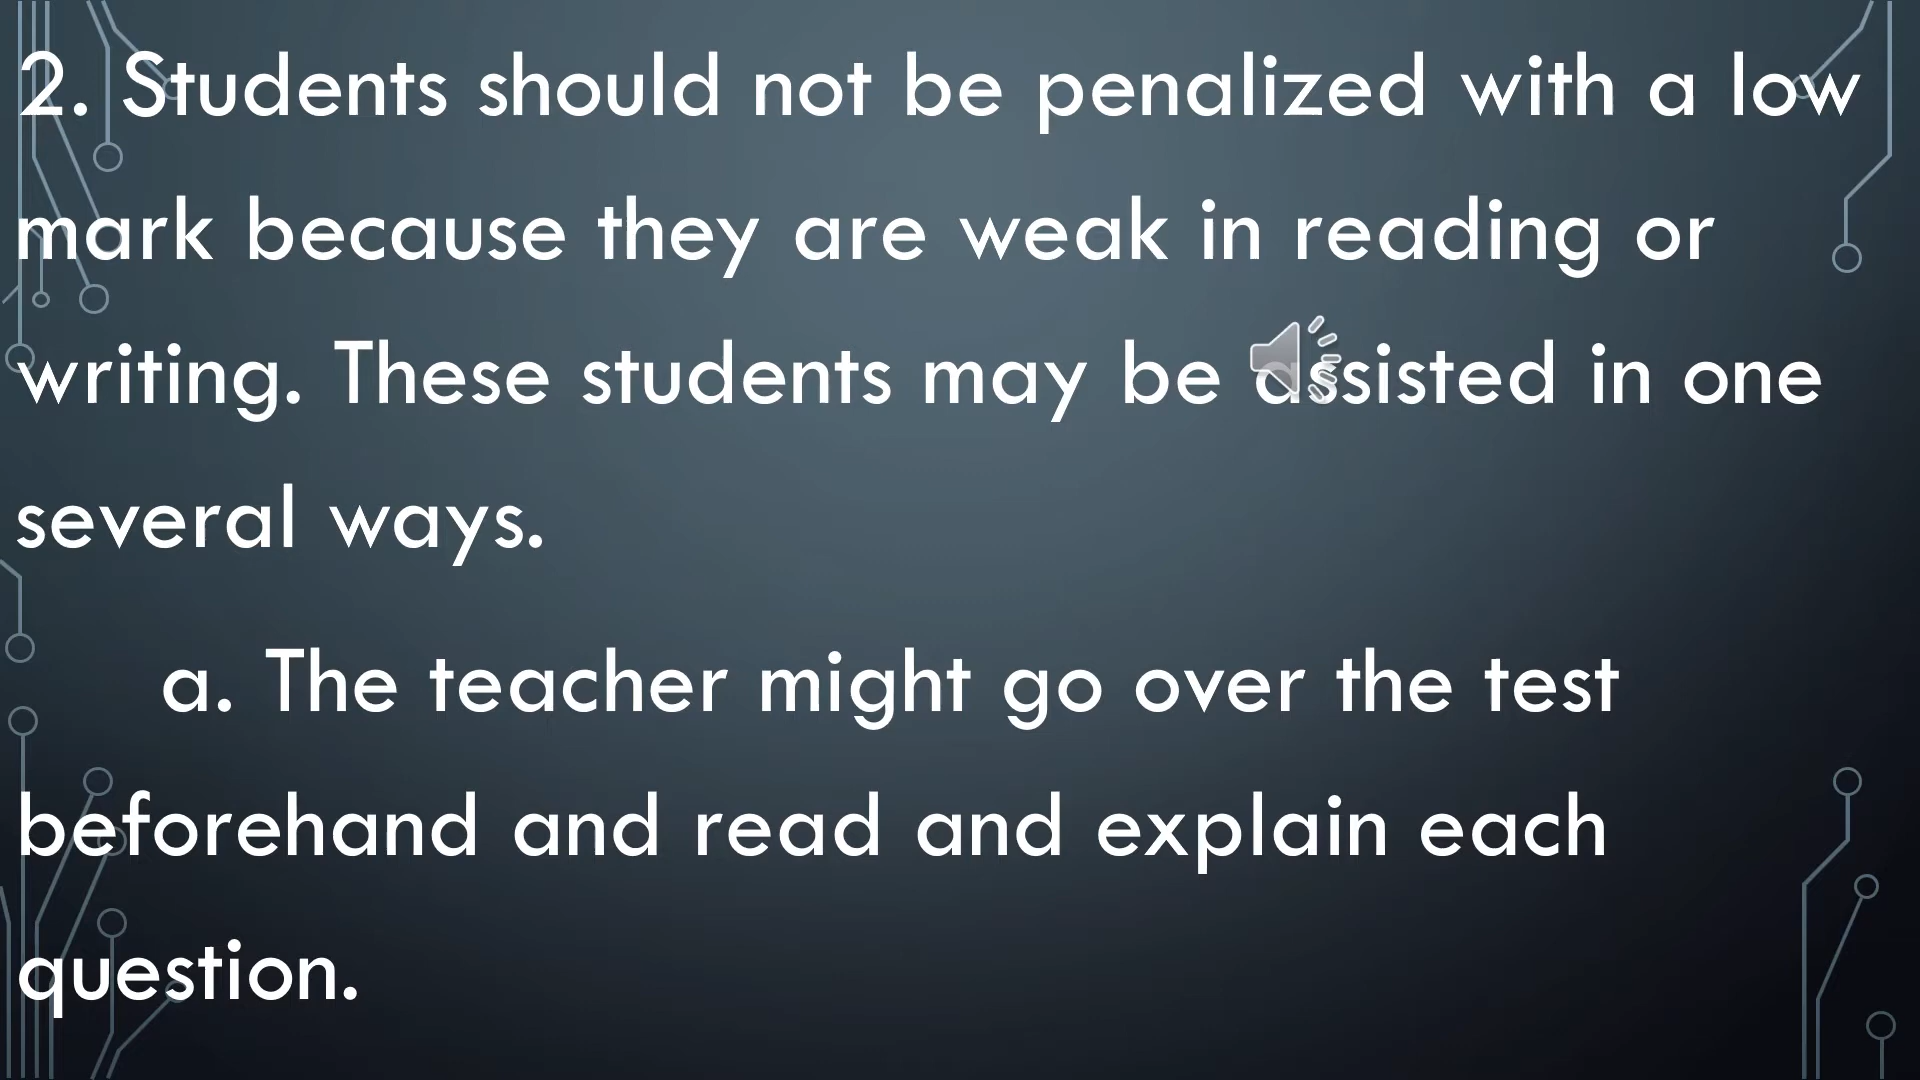 2. Students should not be penalized with a low
mark because they are weak in reading or
writing. These students may be assisted in one
several ways.
a. The teacher might go over the test
beforehand and read and explain each
question.